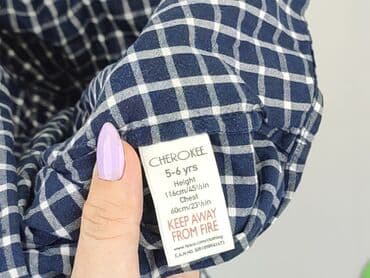 CHEROKEE
5-6 yrs
Height
116cm/45½in
Chest
60cm/23½in
KEEP AWAY
FROM FIRE